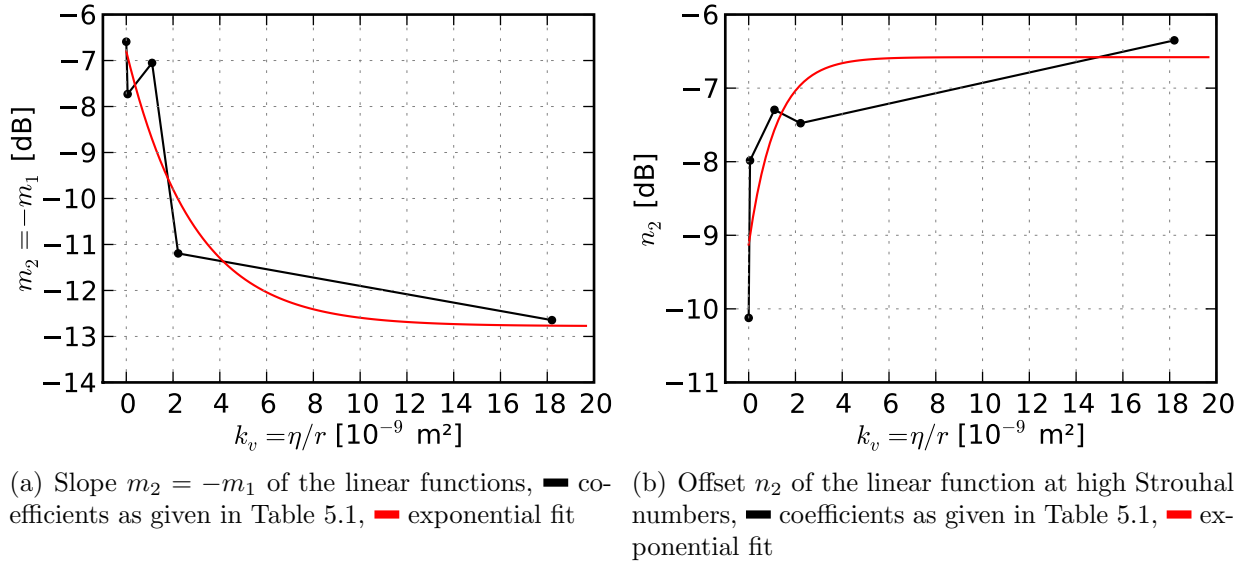 −6
−7
−8
−9
−10
−11
−12
−13
−14
m₂ = −m₁ [dB]
0 2 4 6 8 10 12 14 16 18 20
kᵥ = η/r [10⁻⁹ m²]
−6
−7
−8
−9
−10
−11
n₂ [dB]
0 2 4 6 8 10 12 14 16 18 20
kᵥ = η/r [10⁻⁹ m²]
(a) Slope m₂ = −m₁ of the linear functions, co-
efficients as given in Table 5.1, exponential fit
(b) Offset n₂ of the linear function at high Strouhal
numbers, coefficients as given in Table 5.1, ex-
ponential fit